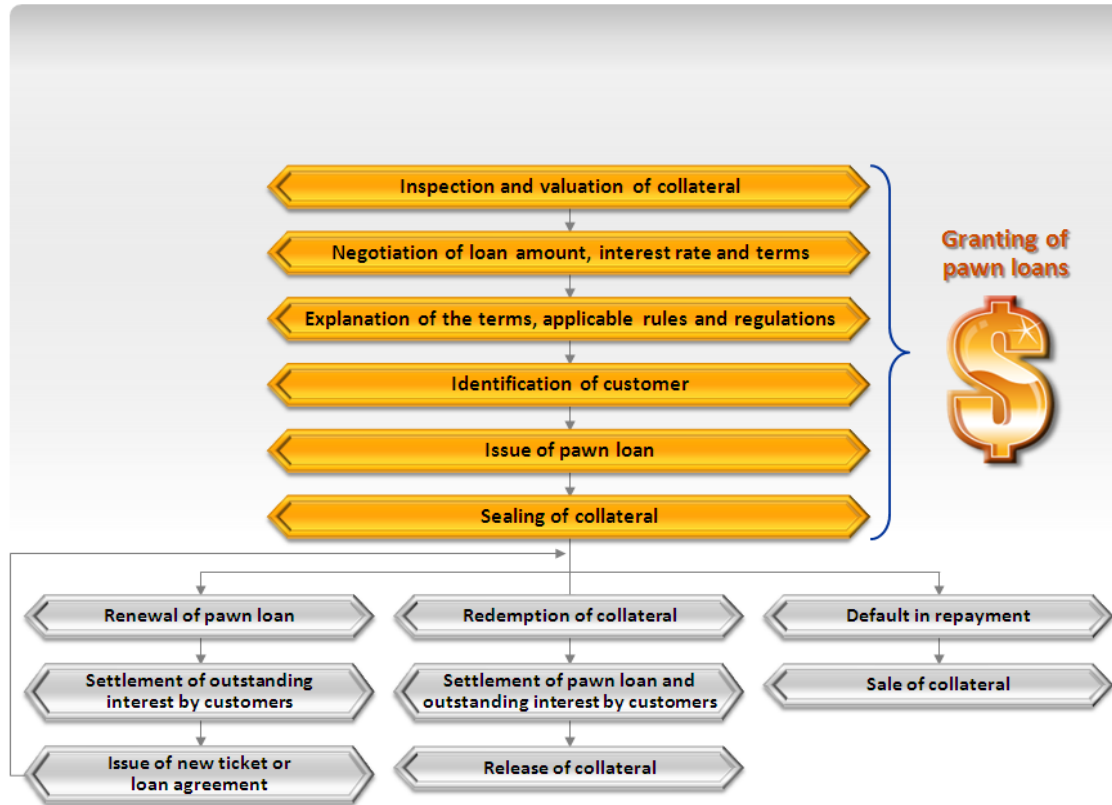 Inspection and valuation of collateral
Negotiation of loan amount, interest rate and terms
Granting of
pawn loans
Explanation of the terms, applicable rules and regulations
Identification of customer
Issue of pawn loan
Sealing of collateral
Renewal of pawn loan
Settlement of outstanding
interest by customers
Issue of new ticket or
loan agreement
Redemption of collateral
Settlement of pawn loan and
outstanding interest by customers
Release of collateral
Default in repayment
Sale of collateral